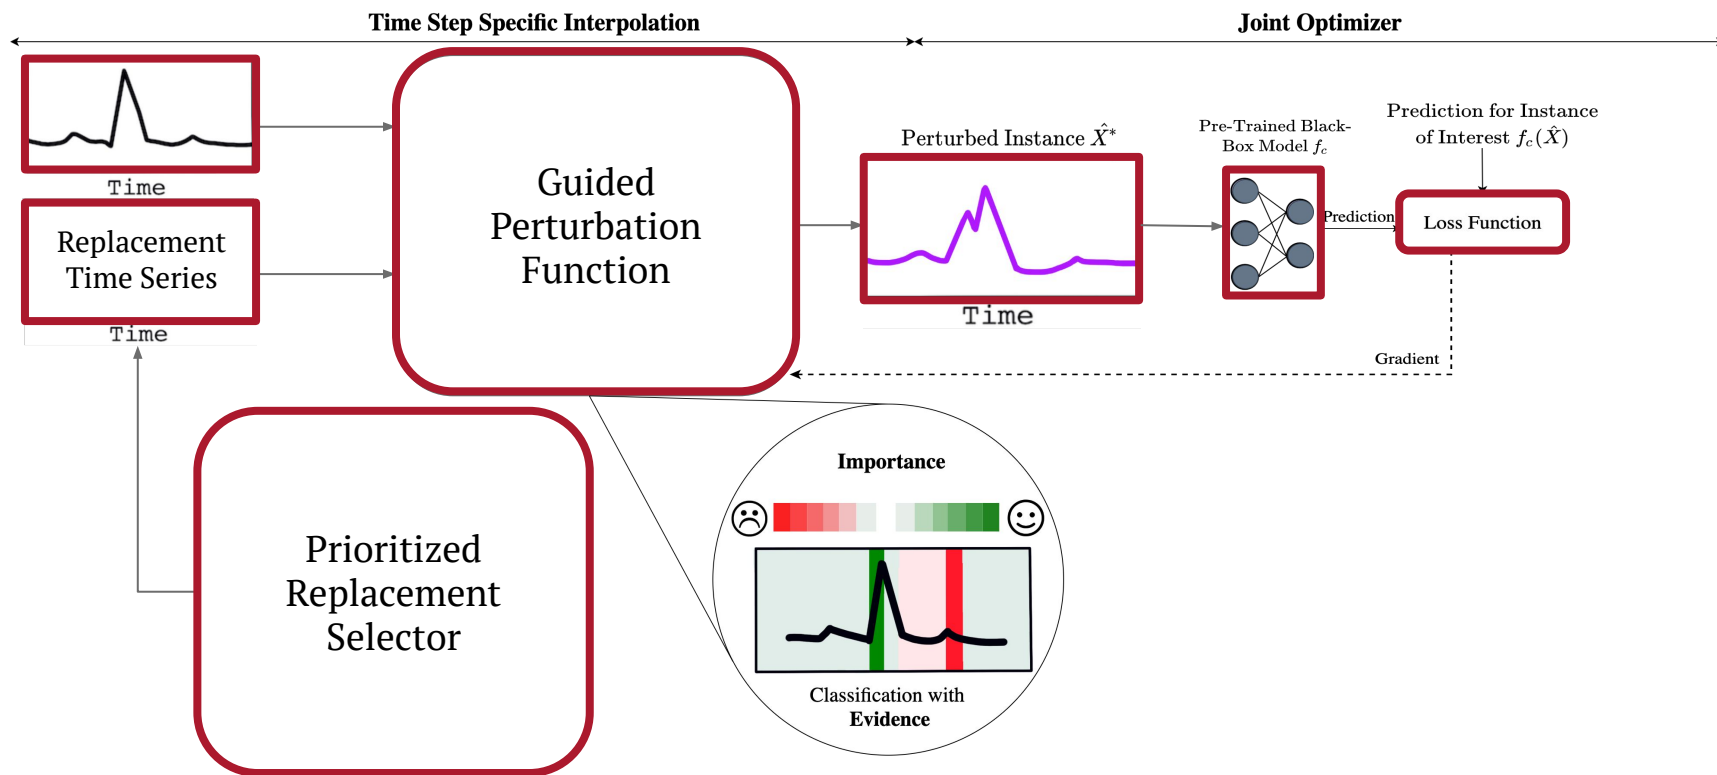 Time Step Specific Interpolation
Joint Optimizer
Time
Replacement
Time Series
Time
Guided
Perturbation
Function
Prioritized
Replacement
Selector
Perturbed Instance X̂*
Time
Pre-Trained Black-
Box Model f_c
Prediction for Instance
of Interest f_c(X̂)
Prediction
Loss Function
Gradient
Importance
Classification with
Evidence